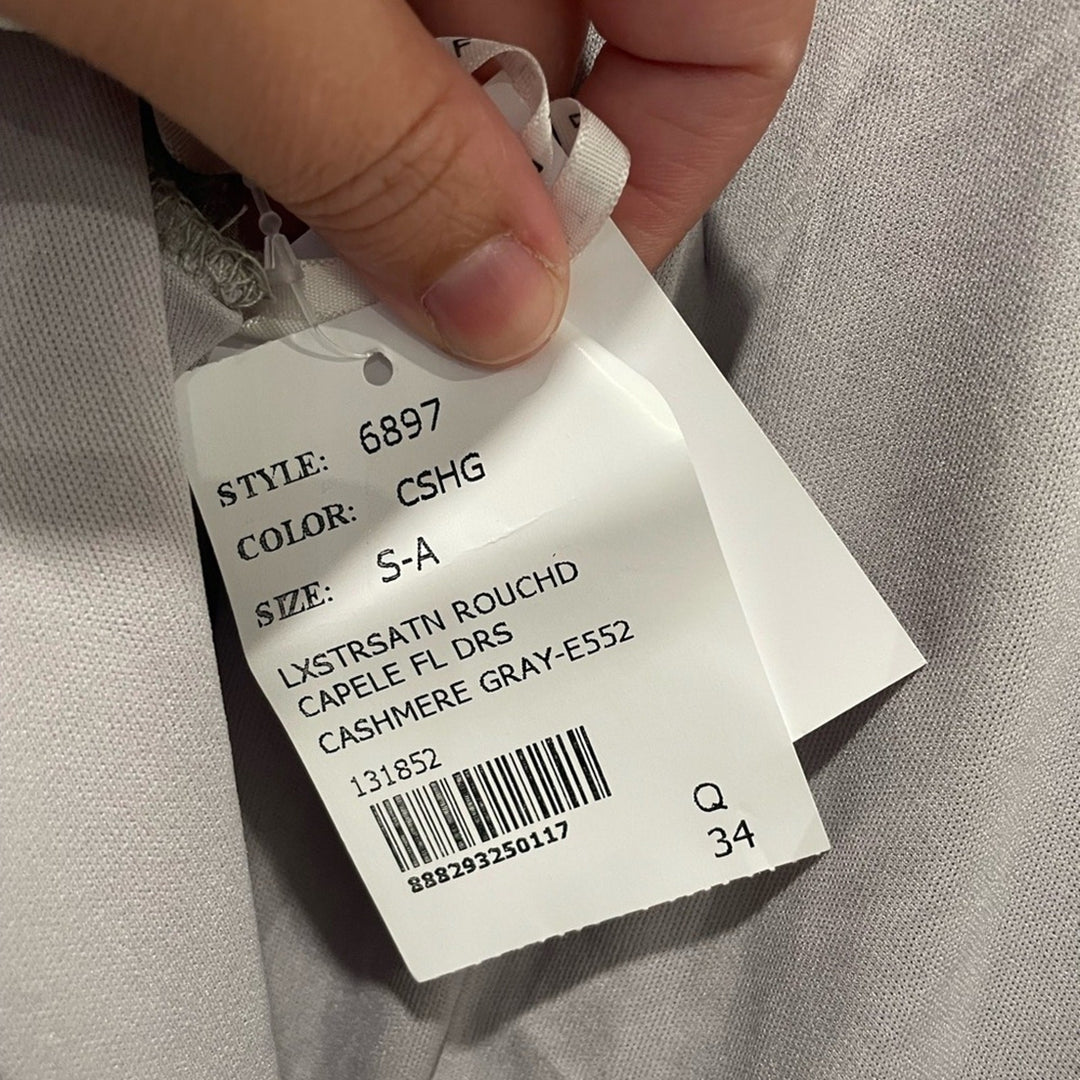 STYLE: 6897
COLOR: CSHG
SIZE: S-A
LXSTRSATN ROUCHD
CAPELE FL DRS
CASHMERE GRAY-E552
131852
888293250117
Q
34